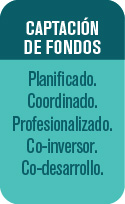 CAPTACIÓN
DE FONDOS
Planificado.
Coordinado.
Profesionalizado.
Co-inversor.
Co-desarrollo.